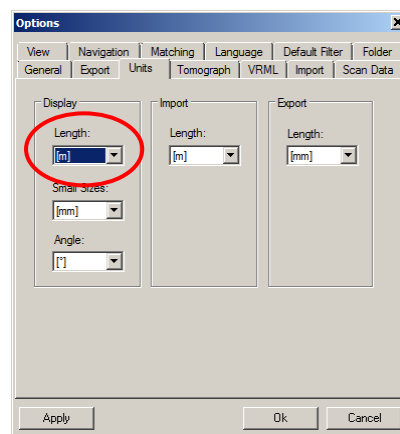 Options
View Navigation Matching Language Default Filter Folder
General Export Units Tomograph VRML Import Scan Data
Display Import Export
Length: Length: Length:
[m] [m] [mm]
Small Sizes:
[mm]
Angle:
[°]
Apply Ok Cancel